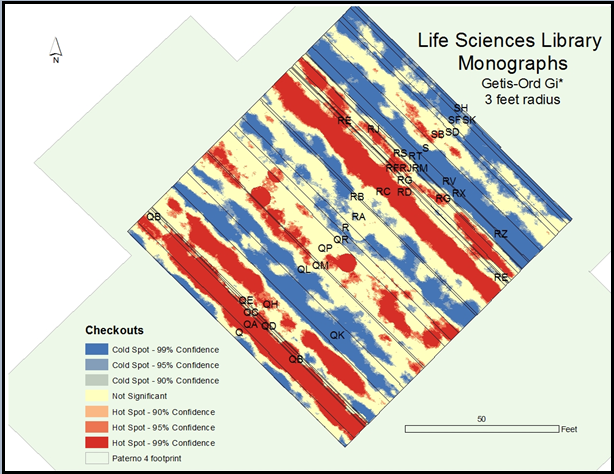 Life Sciences Library
Monographs
Getis-Ord Gi*
3 feet radius
N
SH
SF SK
SB SD
S
RE
RJ
RS RT
RF RJ RM
RG
RC RD
RG
RV
RX
RB
RA
R
QR
QP
QM
QL
RZ
RE
QB
QE
QH
QC
QA QD
Q
QK
QB
Checkouts
Cold Spot - 99% Confidence
Cold Spot - 95% Confidence
Cold Spot - 90% Confidence
Not Significant
Hot Spot - 90% Confidence
Hot Spot - 95% Confidence
Hot Spot - 99% Confidence
Paterno 4 footprint
50
Feet